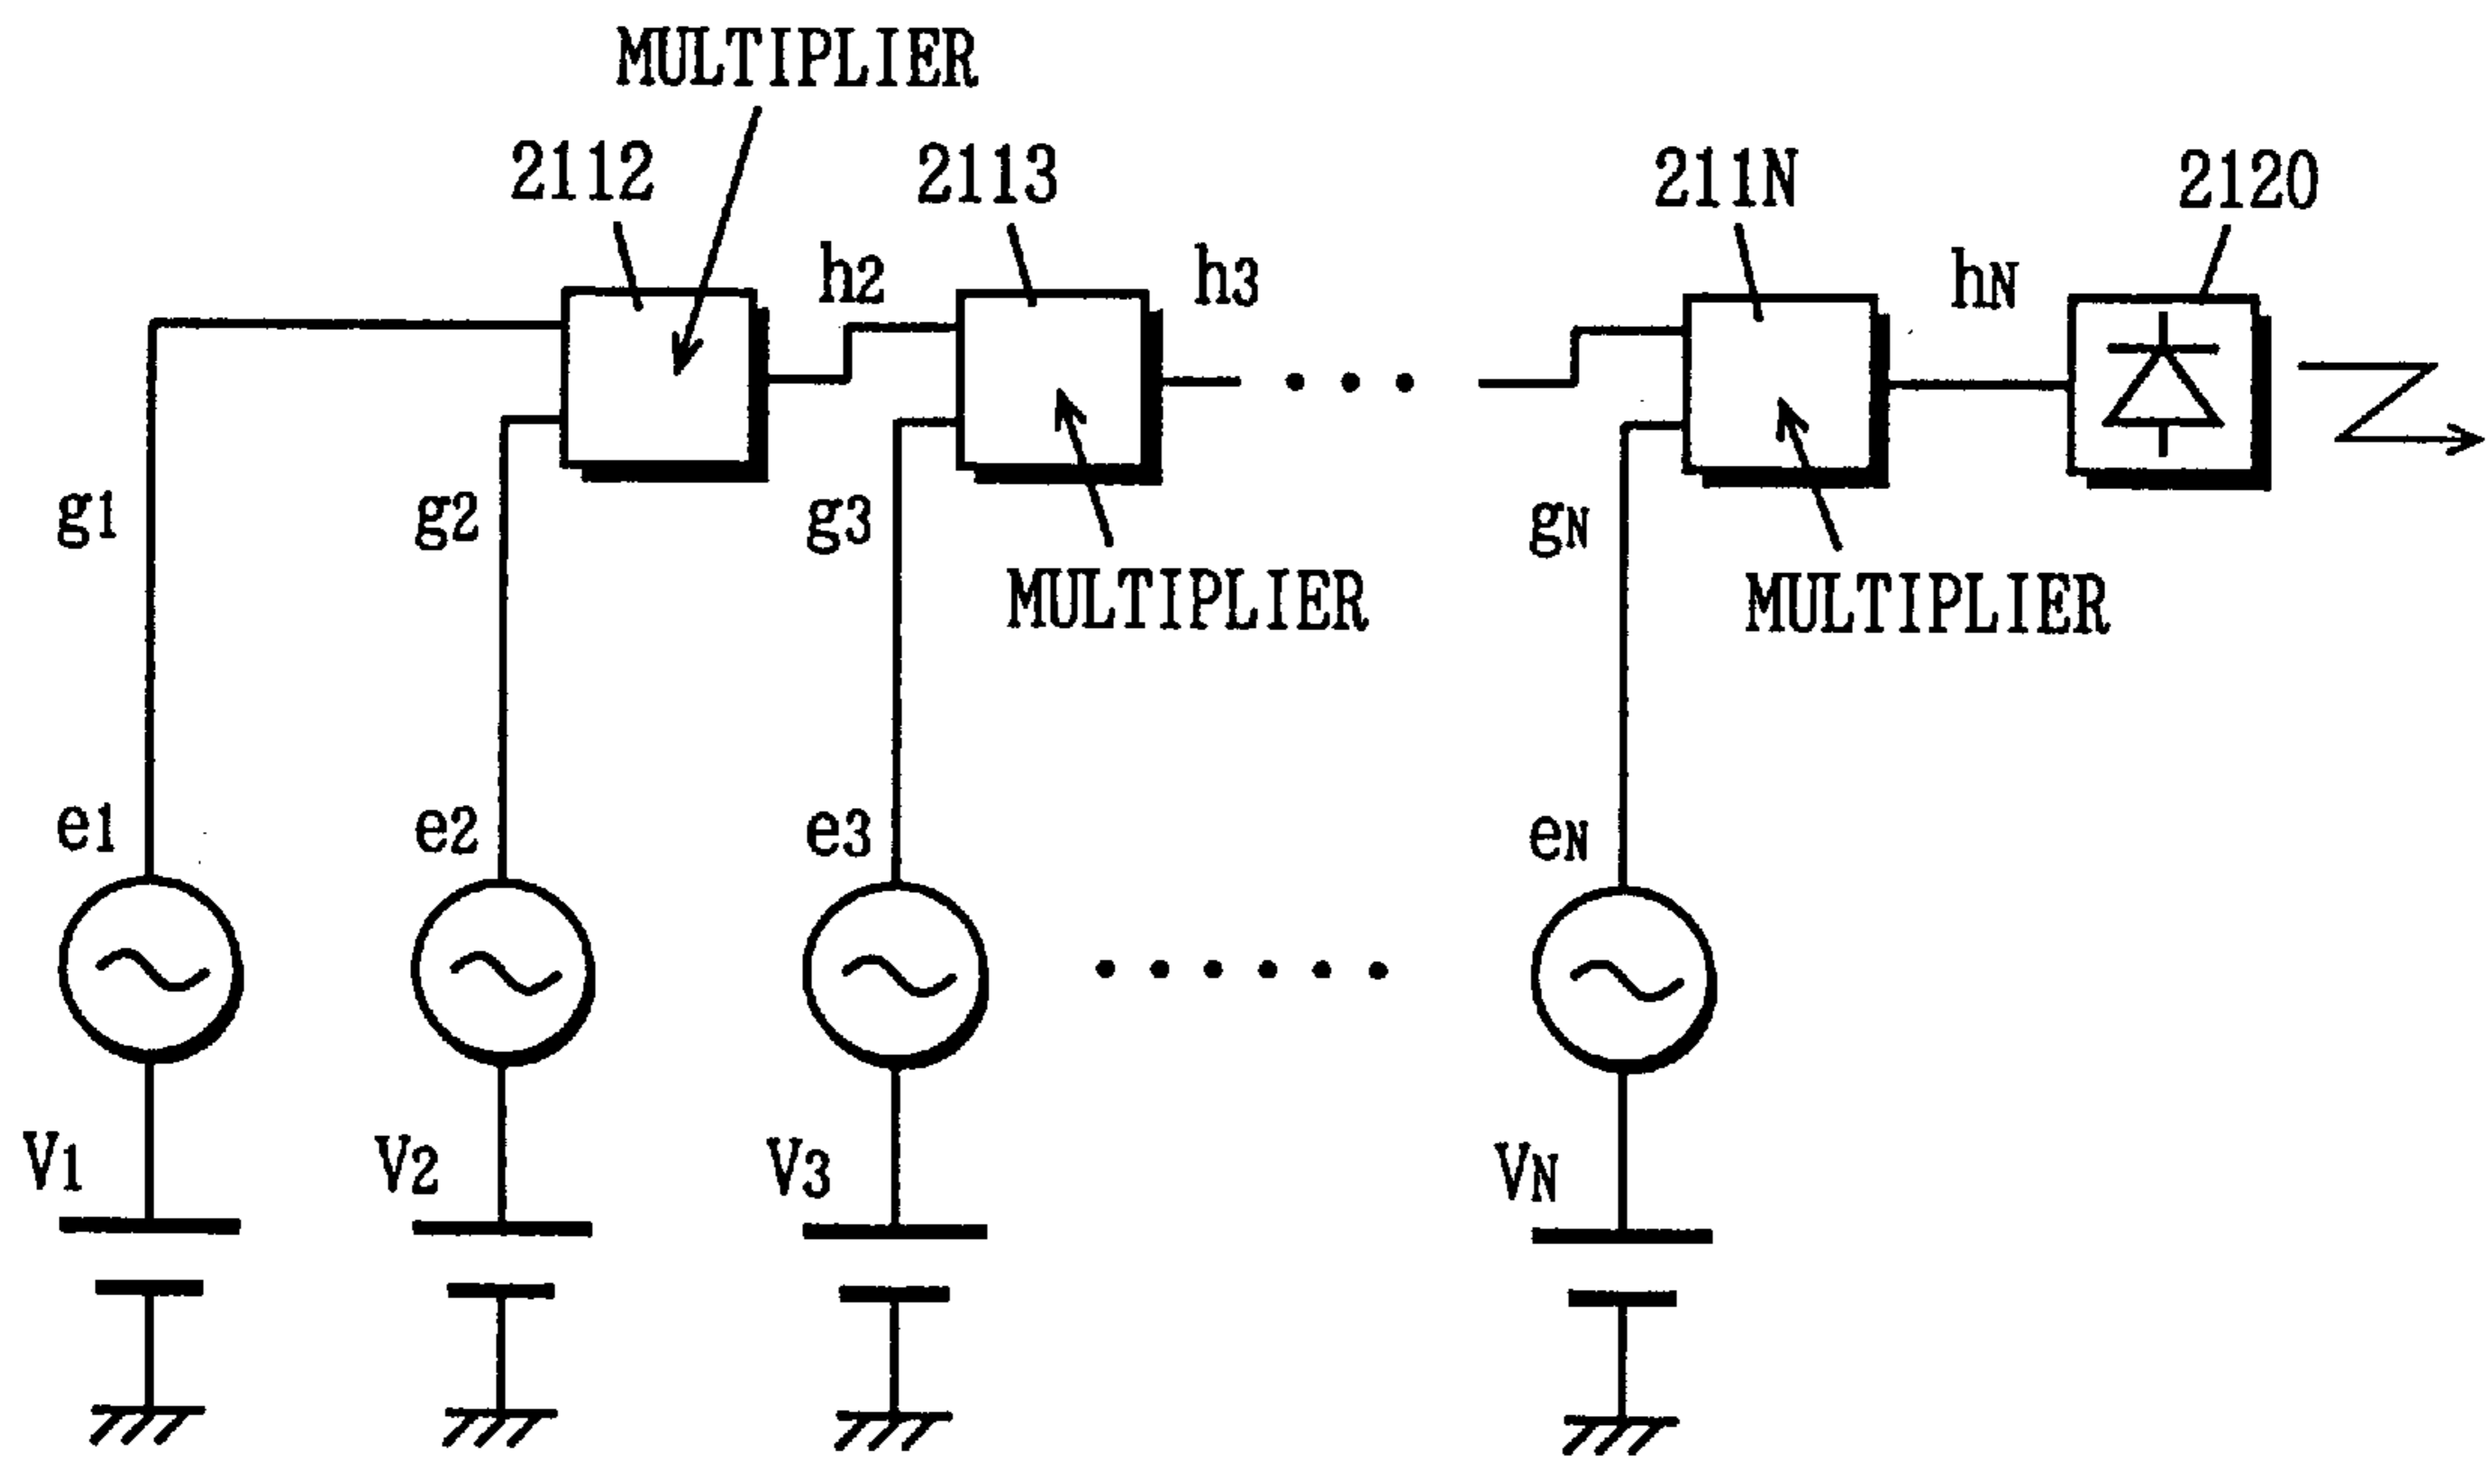 MULTIPLIER
2112
2113
211N
2120
h2
h3
hN
g1
g2
g3
gN
MULTIPLIER
MULTIPLIER
e1
e2
e3
eN
V1
V2
V3
VN